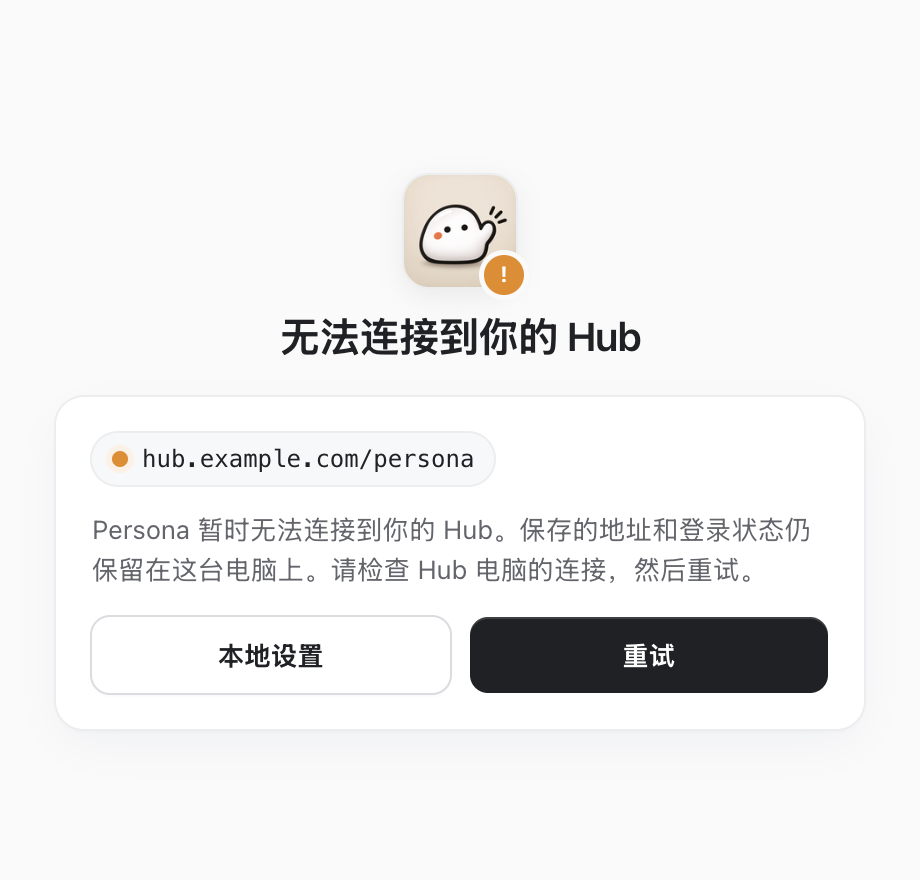 !
无法连接到你的 Hub
hub.example.com/persona
Persona 暂时无法连接到你的 Hub。保存的地址和登录状态仍
保留在这台电脑上。请检查 Hub 电脑的连接，然后重试。
本地设置
重试